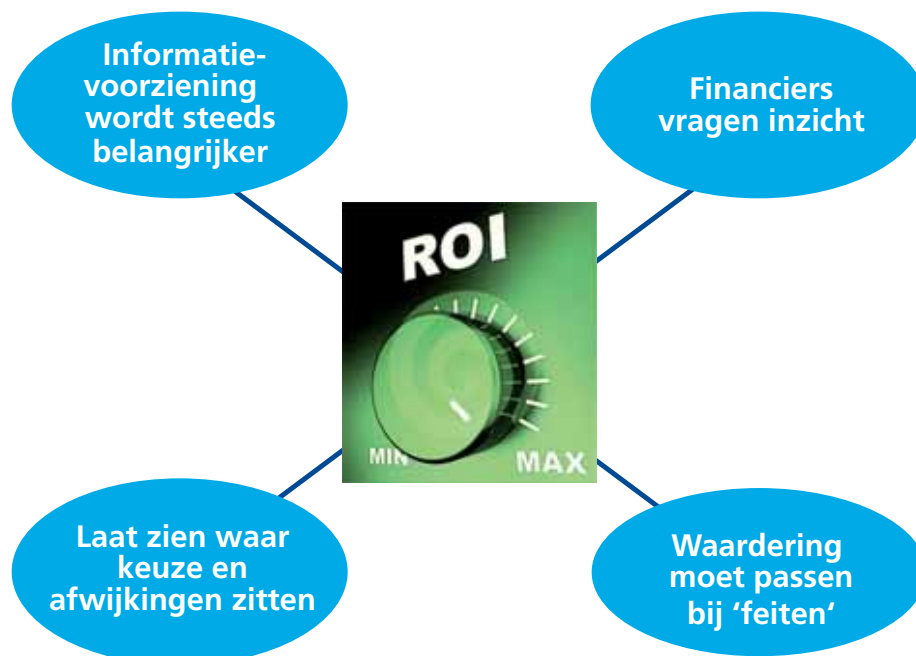 Informatie-
voorziening
wordt steeds
belangrijker
Financiers
vragen inzicht
ROI
MIN
MAX
Laat zien waar
keuze en
afwijkingen zitten
Waardering
moet passen
bij ‘feiten‘